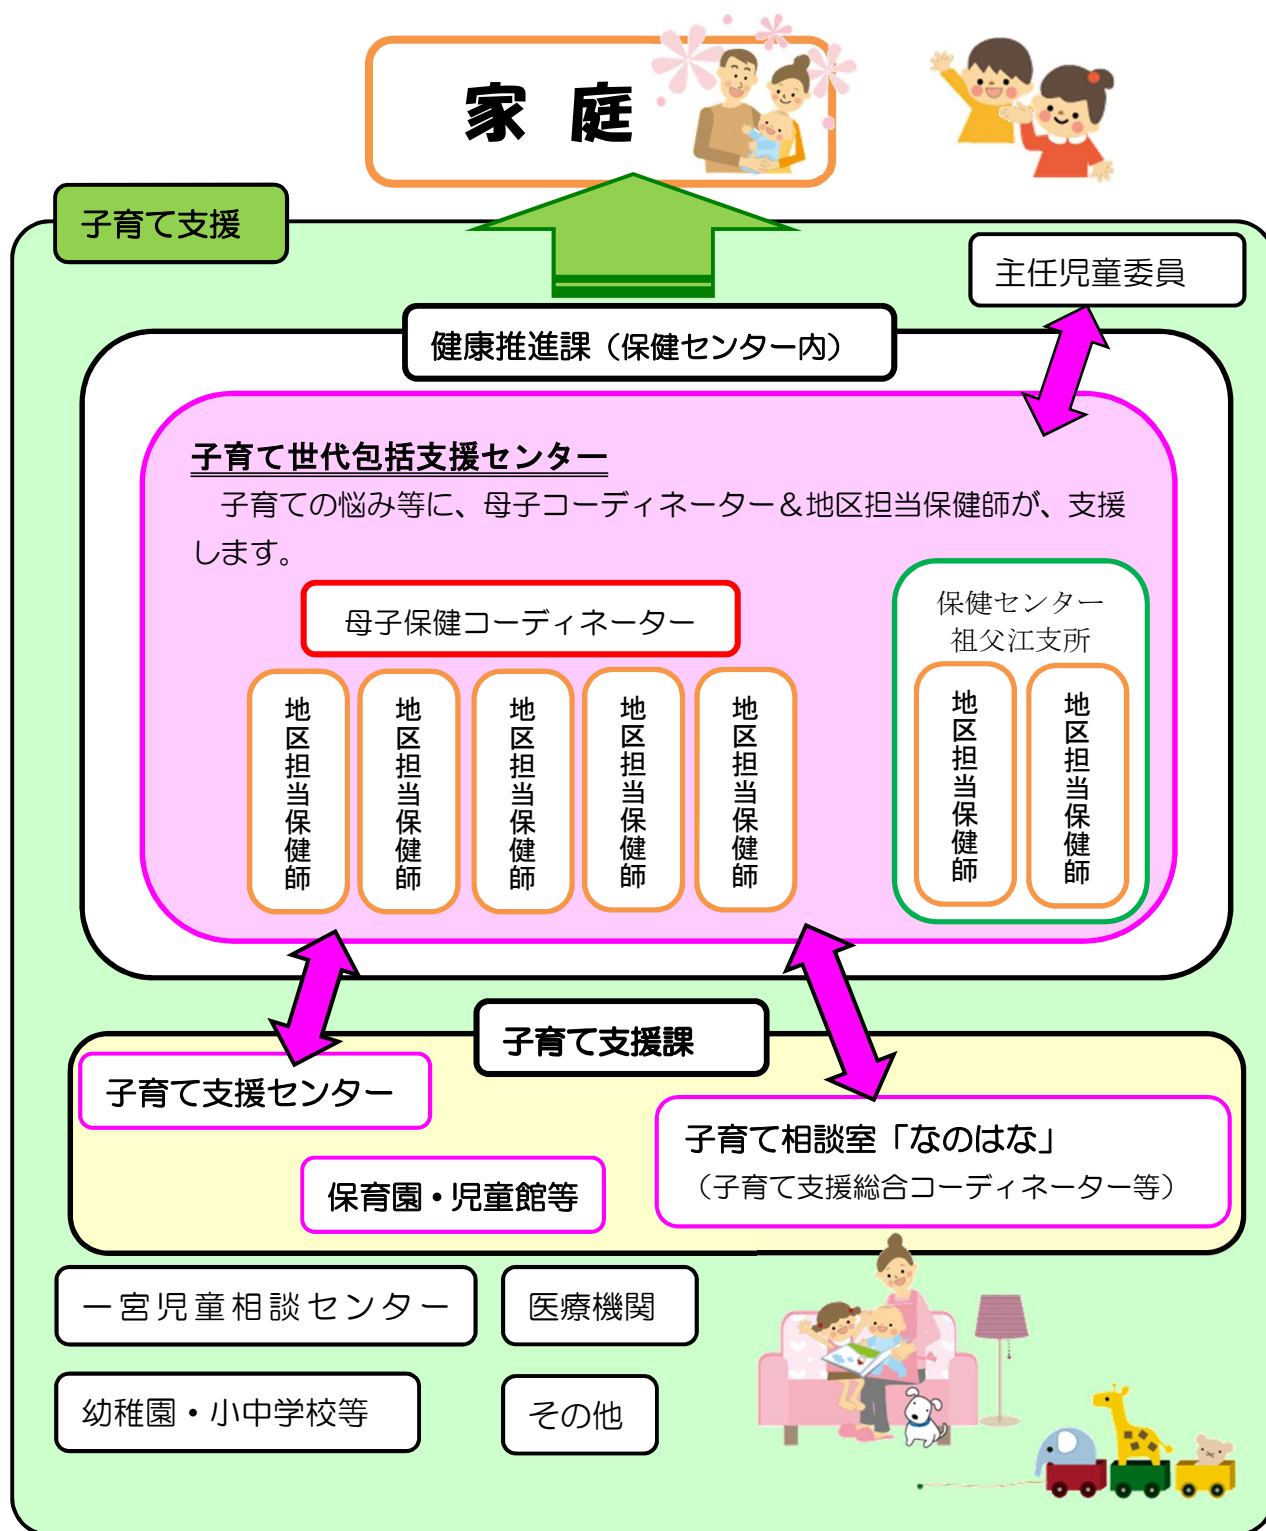 家 庭
子育て支援
主任児童委員
健康推進課（保健センター内）
子育て世代包括支援センター
子育ての悩み等に、母子コーディネーター＆地区担当保健師が、支援
します。
母子保健コーディネーター
地区担当保健師
地区担当保健師
地区担当保健師
地区担当保健師
地区担当保健師
保健センター
祖父江支所
地区担当保健師
地区担当保健師
子育て支援課
子育て支援センター
保育園・児童館等
子育て相談室「なのはな」
（子育て支援総合コーディネーター等）
一宮児童相談センター
医療機関
幼稚園・小中学校等
その他